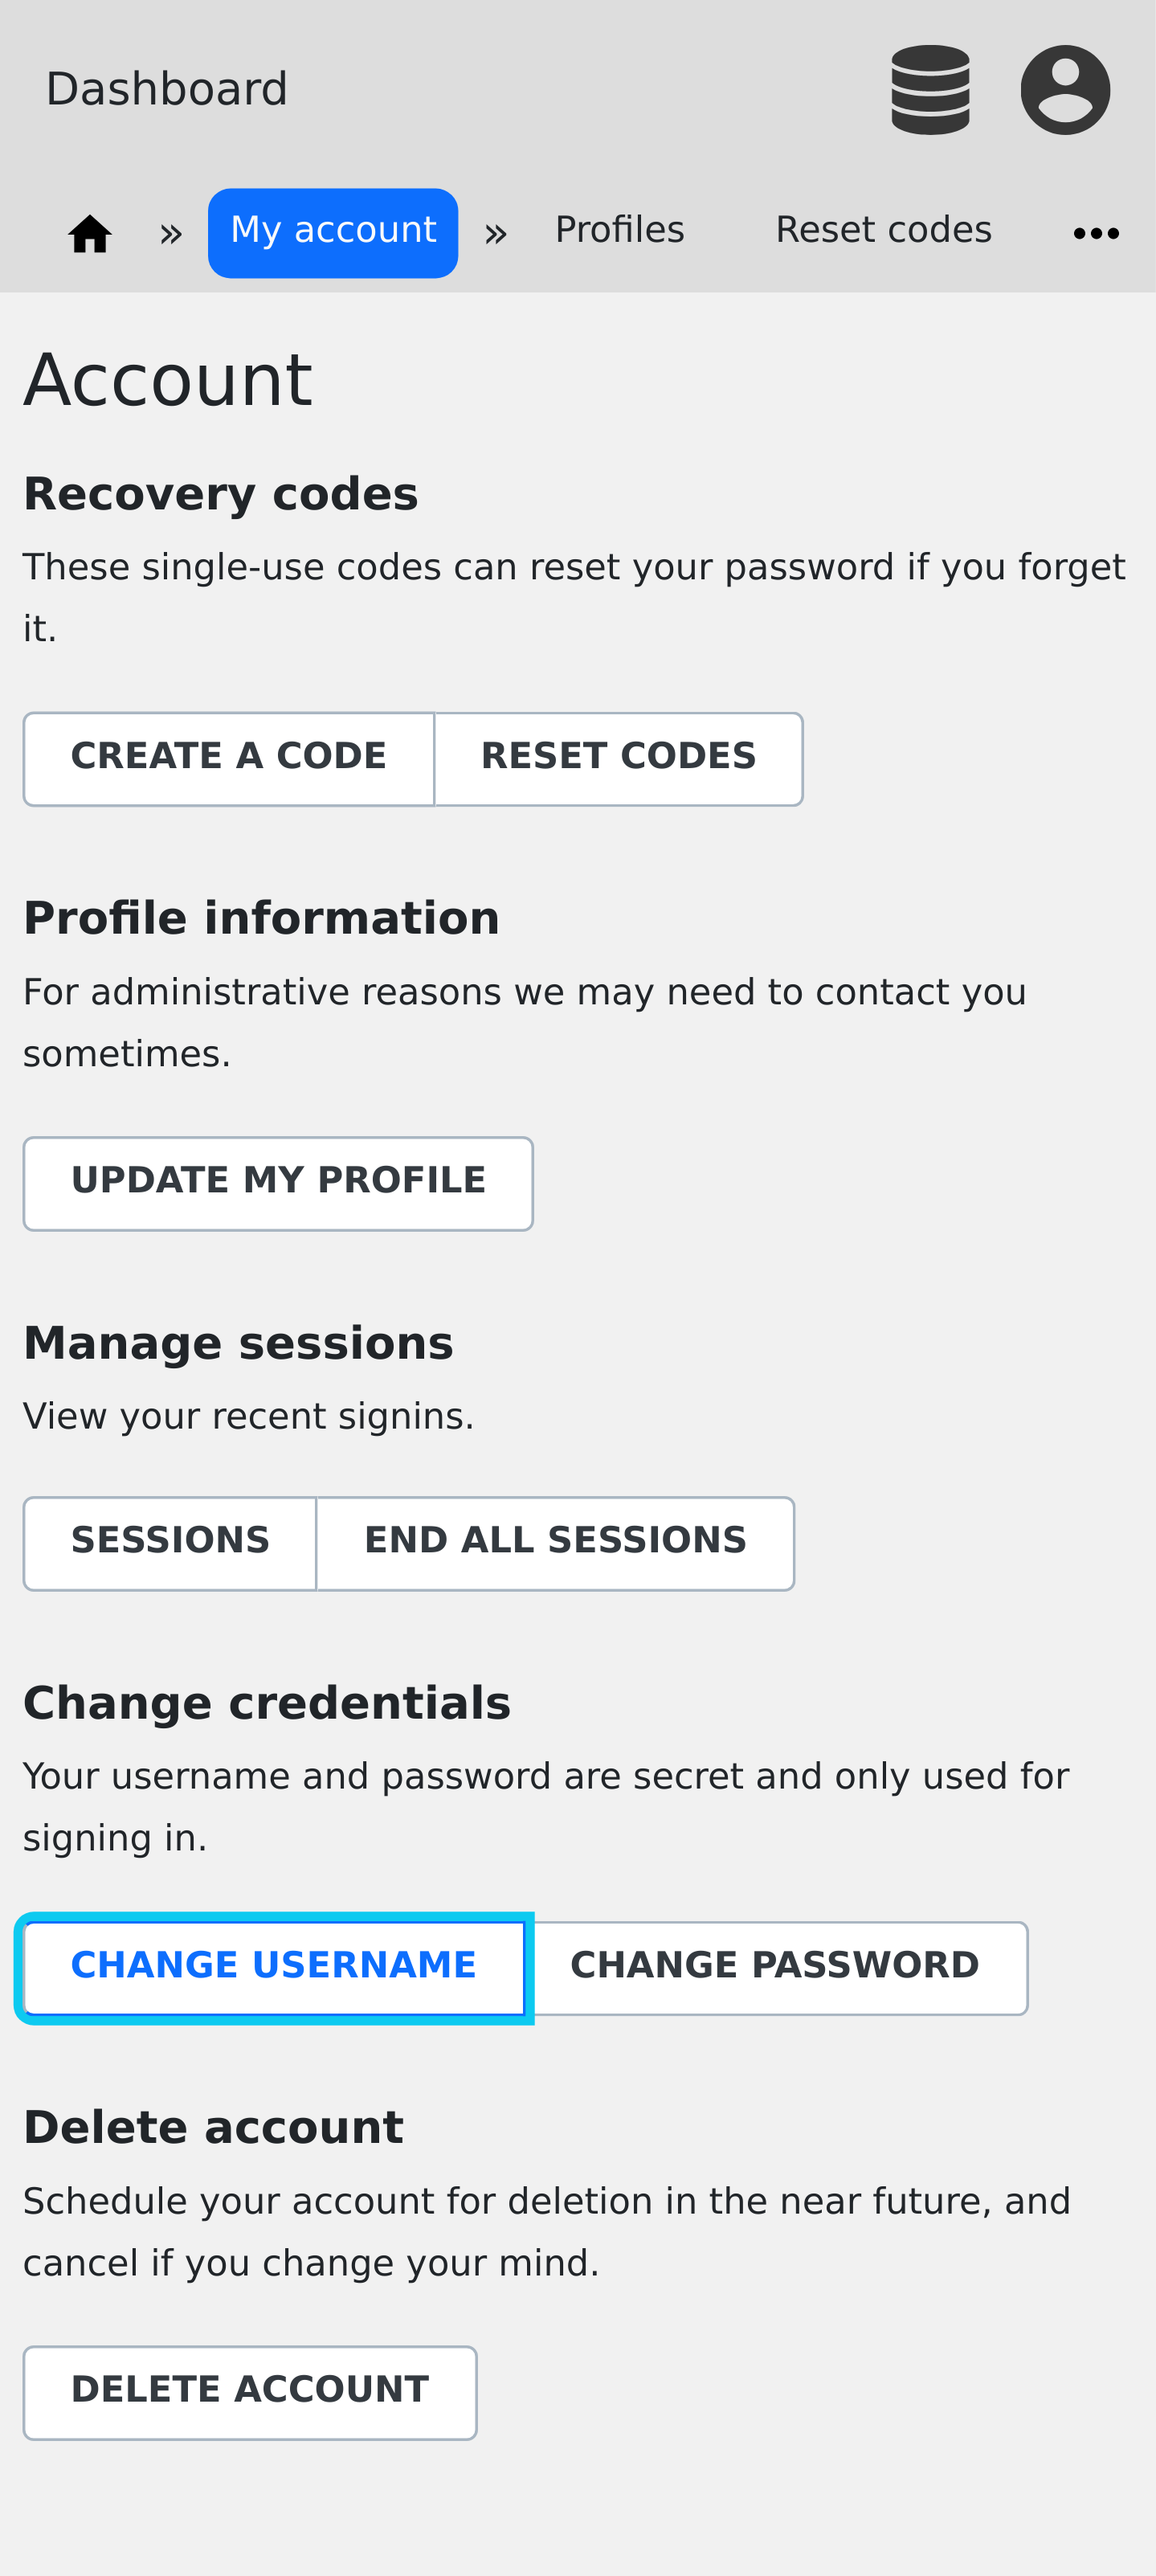 Dashboard
» My account » Profiles Reset codes
Account
Recovery codes
These single-use codes can reset your password if you forget
it.
CREATE A CODE RESET CODES
Profile information
For administrative reasons we may need to contact you
sometimes.
UPDATE MY PROFILE
Manage sessions
View your recent signins.
SESSIONS END ALL SESSIONS
Change credentials
Your username and password are secret and only used for
signing in.
CHANGE USERNAME CHANGE PASSWORD
Delete account
Schedule your account for deletion in the near future, and
cancel if you change your mind.
DELETE ACCOUNT